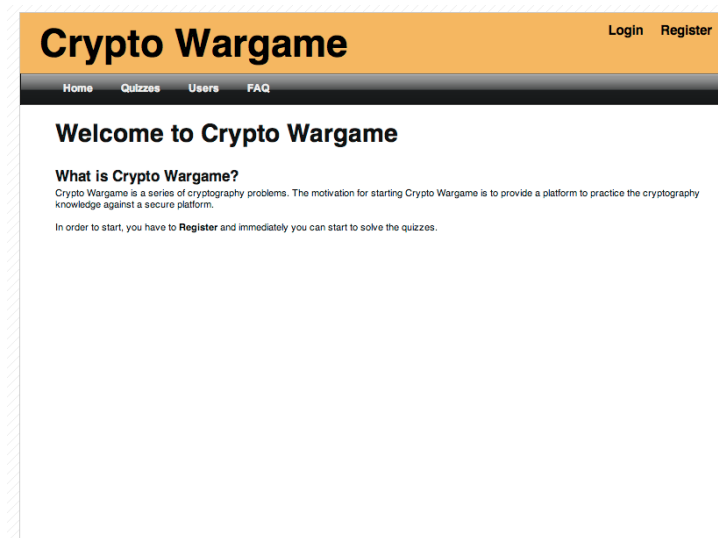 Crypto Wargame
Login Register
Home Quizzes Users FAQ
Welcome to Crypto Wargame
What is Crypto Wargame?
Crypto Wargame is a series of cryptography problems. The motivation for starting Crypto Wargame is to provide a platform to practice the cryptography
knowledge against a secure platform.
In order to start, you have to Register and immediately you can start to solve the quizzes.